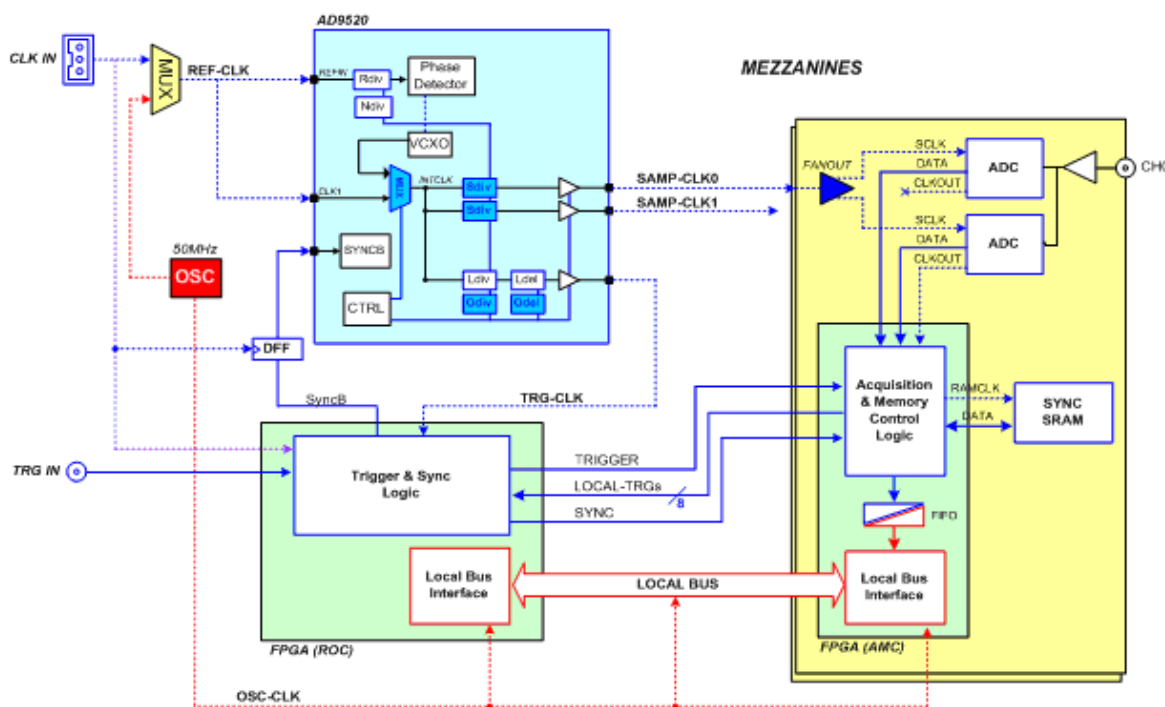 AD9520
CLK IN
MUX
REF-CLK
REFIN
Rdiv
Phase
Detector
Ndiv
VCXO
MUX
INTCLK
CLK1
Sdiv
Sdiv
SAMP-CLK0
SAMP-CLK1
SYNCB
CTRL
Ldiv
Ldel
Odiv
Odel
50MHz
OSC
DFF
SyncB
TRG-CLK
MEZZANINES
FANOUT
SCLK
DATA
CLKOUT
ADC
CH0
SCLK
DATA
CLKOUT
ADC
TRG IN
Trigger & Sync
Logic
TRIGGER
LOCAL-TRGs
8
SYNC
Acquisition
& Memory
Control
Logic
RAMCLK
DATA
SYNC
SRAM
FIFO
Local Bus
Interface
LOCAL BUS
Local Bus
Interface
FPGA (ROC)
FPGA (AMC)
OSC-CLK